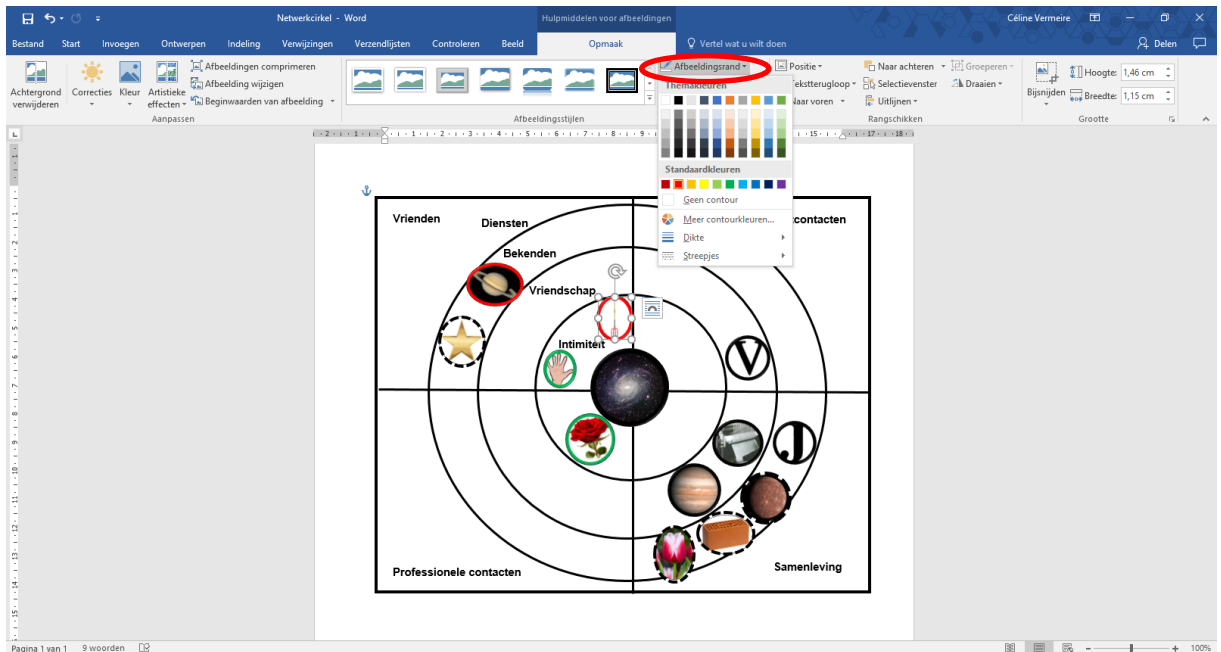 Netwerkcirkel - Word
Hulpmiddelen voor afbeeldingen
Céline Vermeire
Bestand Start Invoegen Ontwerpen Indeling Verwijzingen Verzendlijsten Controleren Beeld Opmaak Vertel wat u wilt doen Delen
Achtergrond verwijderen
Correcties
Kleur
Artistieke effecten
Afbeeldingen comprimeren
Afbeelding wijzigen
Beginwaarden van afbeelding
Aanpassen
Afbeeldingsstijlen
Afbeeldingsrand
Themakleuren
Standaardkleuren
Geen contour
Meer contourkleuren...
Dikte
Streepjes
Positie
Tekstterugloop
Naar voren
Naar achteren
Selectievenster
Uitlijnen
Groeperen
Draaien
Rangschikken
Bijsnijden
Hoogte: 1,46 cm
Breedte: 1,15 cm
Grootte
Vrienden
Diensten
Bekenden
Vriendschap
Intimiteit
contacten
V
J
Professionele contacten
Samenleving
Pagina 1 van 1 9 woorden
100%